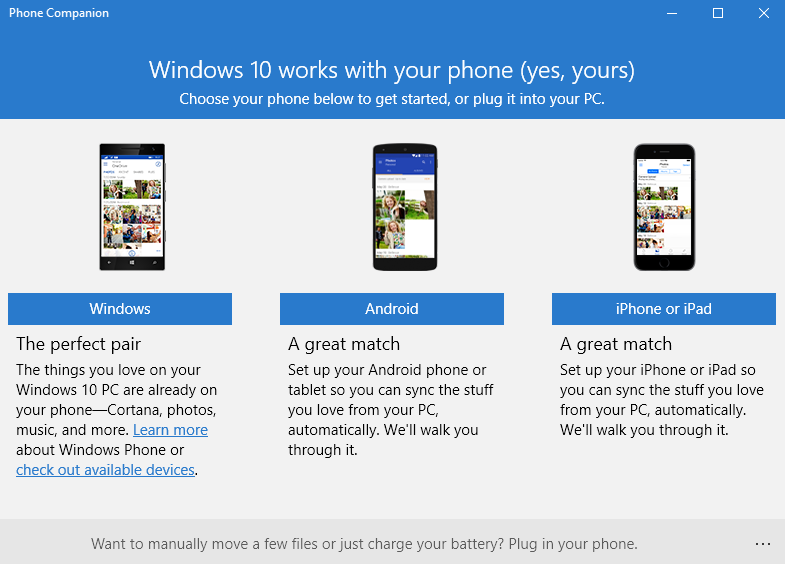 Phone Companion
Windows 10 works with your phone (yes, yours)
Choose your phone below to get started, or plug it into your PC.
Windows
The perfect pair
The things you love on your
Windows 10 PC are already on
your phone—Cortana, photos,
music, and more. Learn more
about Windows Phone or
check out available devices.
Android
A great match
Set up your Android phone or
tablet so you can sync the stuff
you love from your PC,
automatically. We'll walk you
through it.
iPhone or iPad
A great match
Set up your iPhone or iPad so
you can sync the stuff you love
from your PC, automatically.
We'll walk you through it.
Want to manually move a few files or just charge your battery? Plug in your phone.